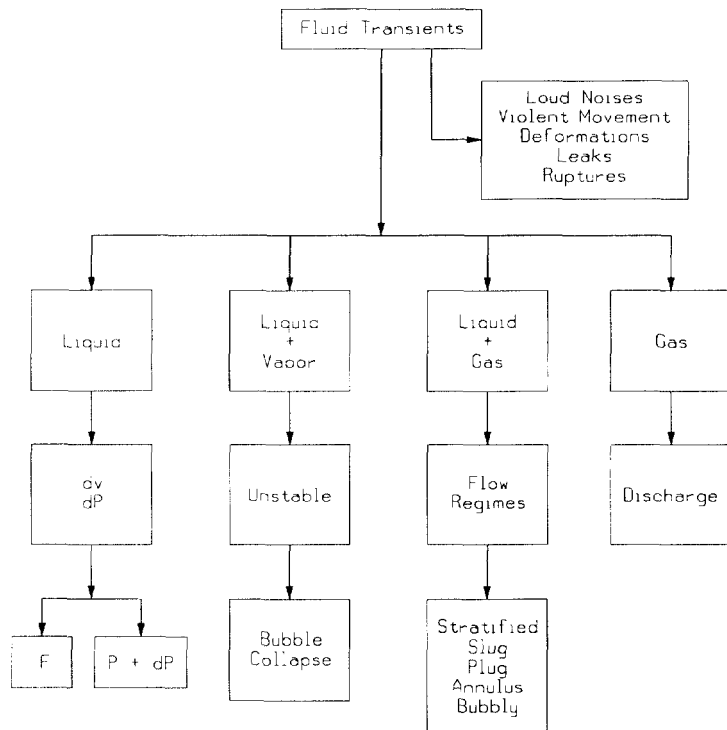 Fluid Transients
Loud Noises
Violent Movement
Deformations
Leaks
Ruptures
Liquid
Liquid
+
Vapor
Liquid
+
Gas
Gas
dv
dP
Unstable
Flow
Regimes
Discharge
F
P + dP
Bubble
Collapse
Stratified
Slug
Plug
Annulus
Bubbly